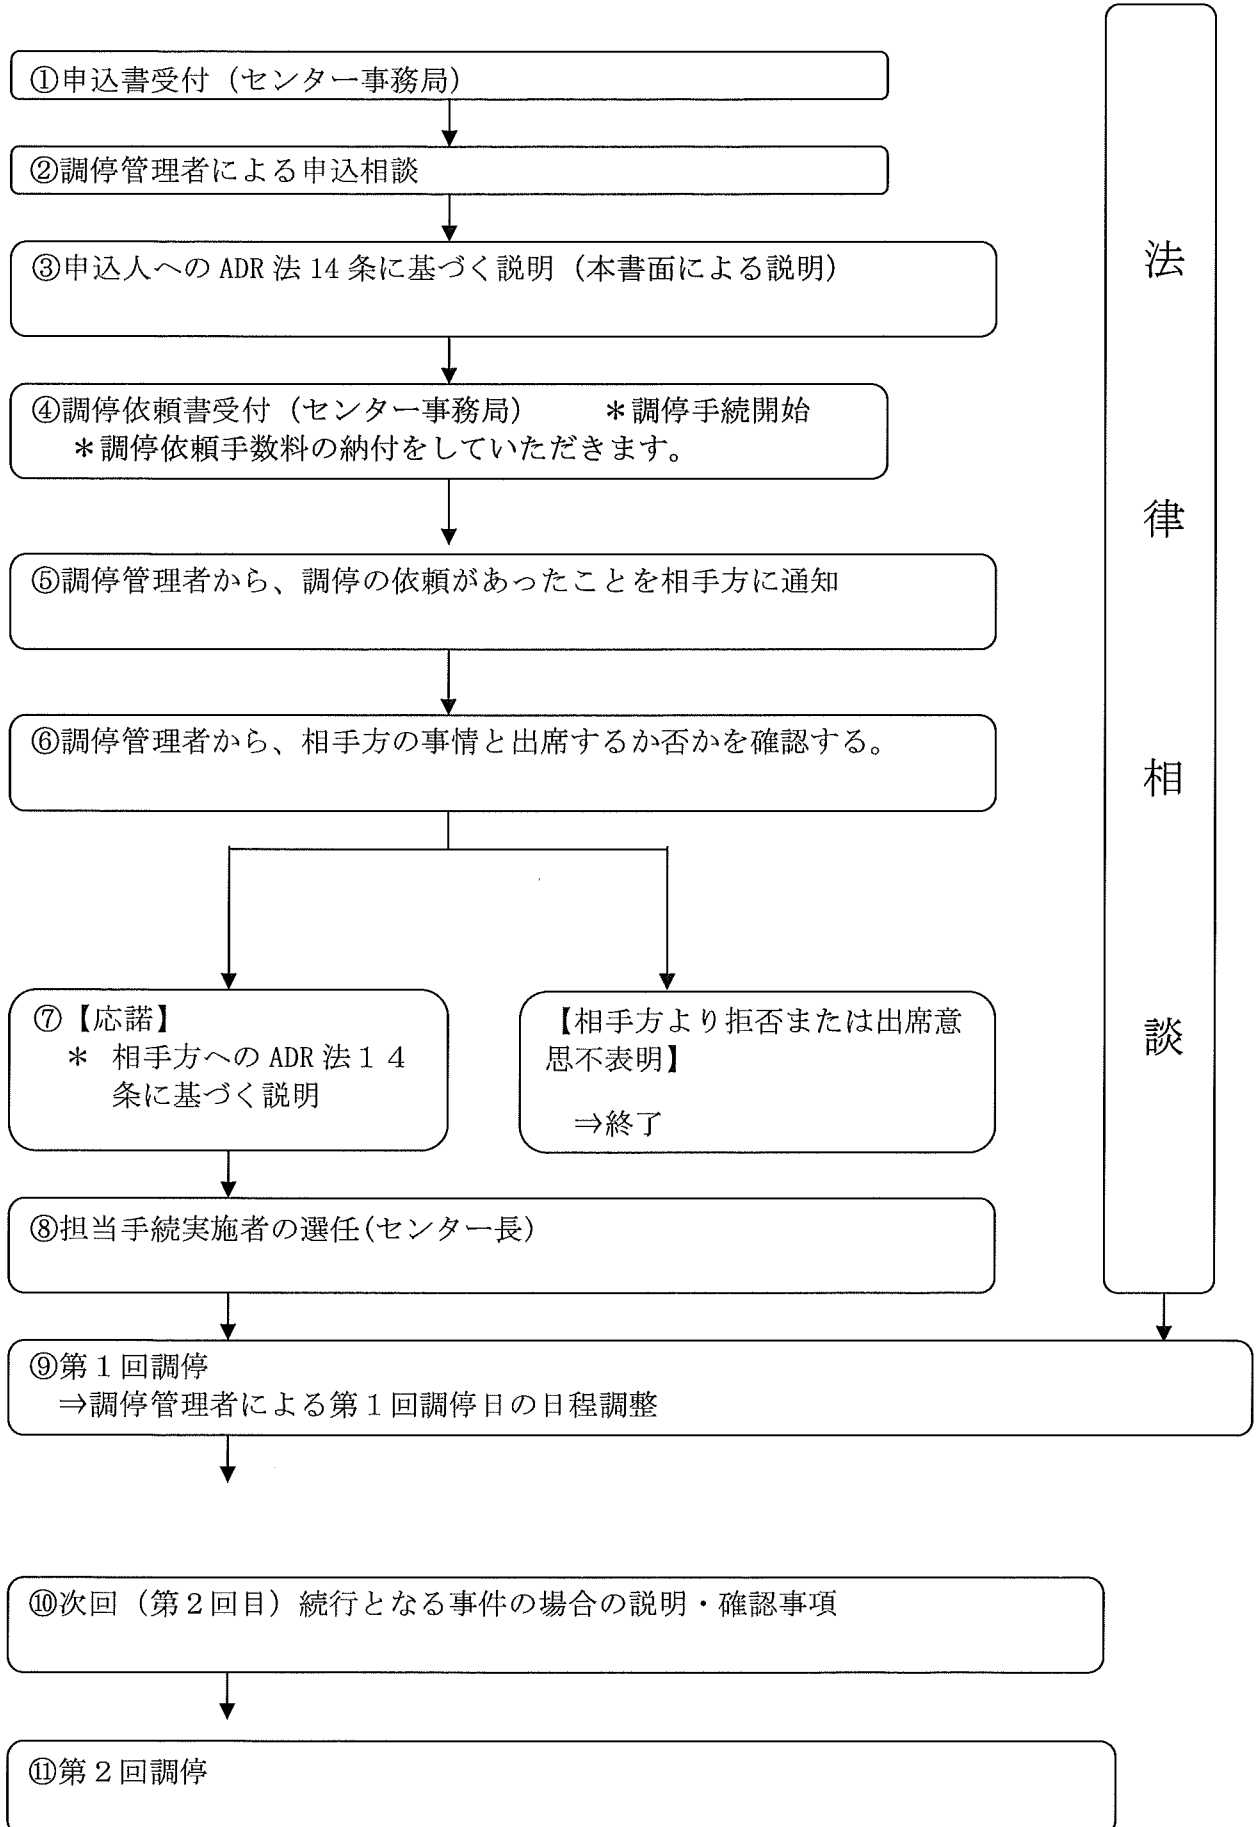 ①申込書受付（センター事務局）
②調停管理者による申込相談
③申込人への ADR 法 14 条に基づく説明（本書面による説明）
④調停依頼書受付（センター事務局）　　＊調停手続開始
＊調停依頼手数料の納付をしていただきます。
⑤調停管理者から、調停の依頼があったことを相手方に通知
⑥調停管理者から、相手方の事情と出席するか否かを確認する。
⑦【応諾】
＊ 相手方への ADR 法１４
条に基づく説明
【相手方より拒否または出席意
思不表明】
⇒終了
⑧担当手続実施者の選任(センター長)
⑨第１回調停
⇒調停管理者による第１回調停日の日程調整
⑩次回（第２回目）続行となる事件の場合の説明・確認事項
⑪第２回調停
法律相談